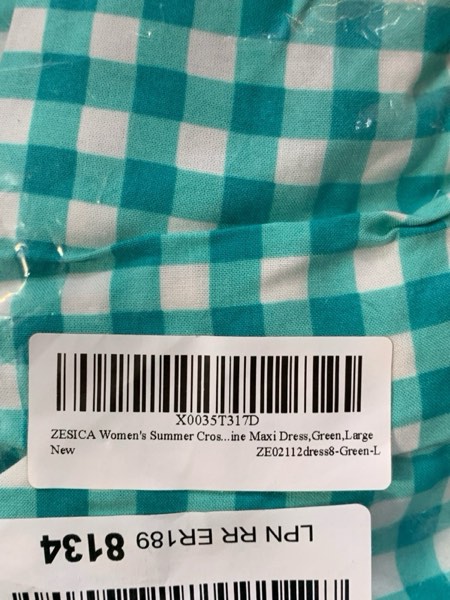 X0035T317D
ZESICA Women's Summer Cros...ine Maxi Dress,Green,Large
New ZE02112dress8-Green-L
LPN RR ER189 8134